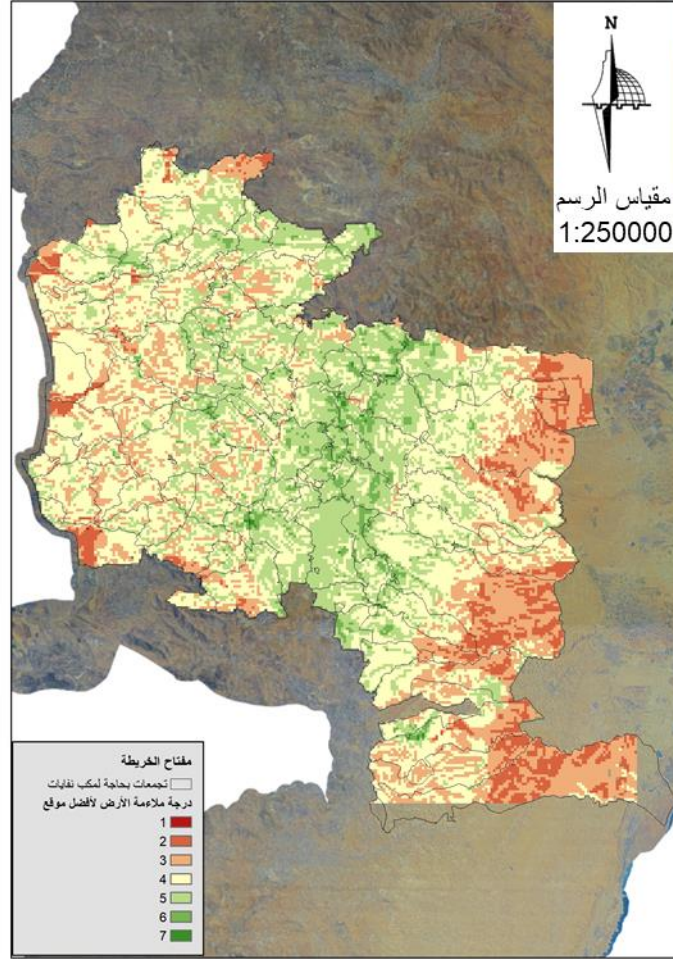 N
مقياس الرسم
1:250000
مفتاح الخريطة
تجمعات بحاجة لمكب نفايات
درجة ملاءمة الأرض لأفضل موقع
1
2
3
4
5
6
7